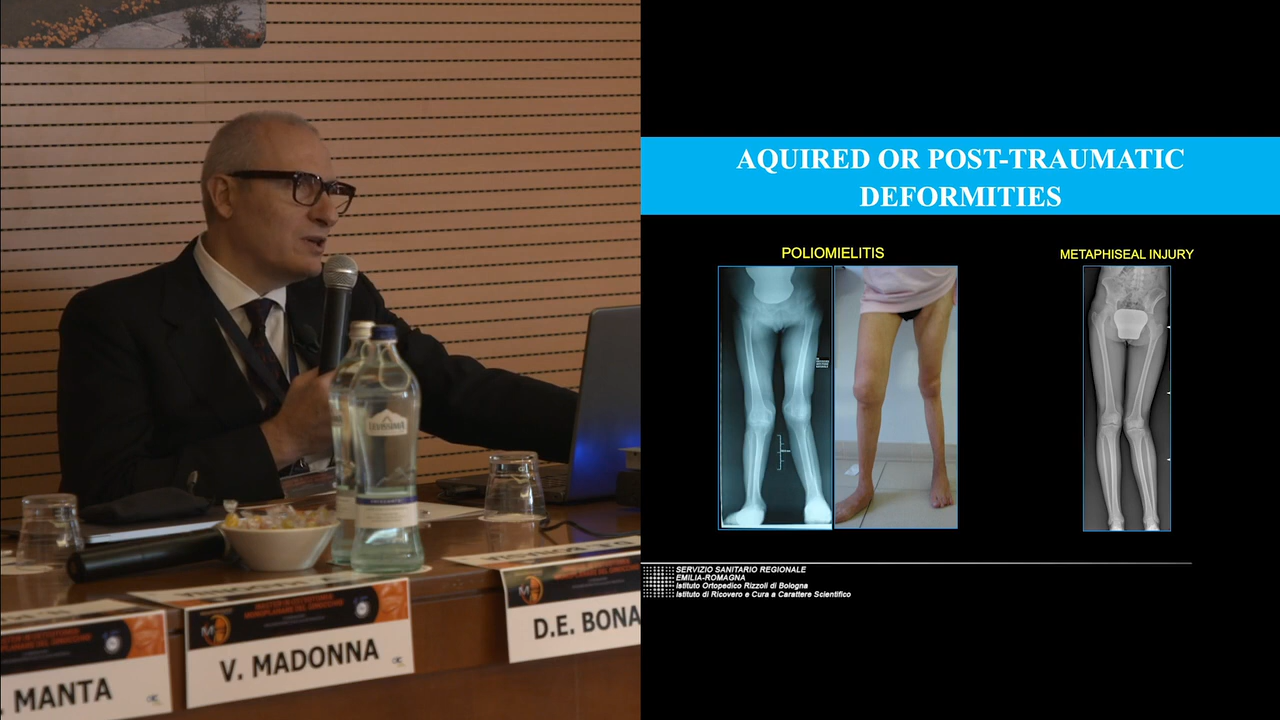 AQUIRED OR POST-TRAUMATIC
DEFORMITIES
POLIOMIELITIS
METAPHISEAL INJURY
SERVIZIO SANITARIO REGIONALE
EMILIA-ROMAGNA
Istituto Ortopedico Rizzoli di Bologna
Istituto di Ricovero e Cura a Carattere Scientifico
LEVISSIMA
MANTA
V. MADONNA
D.E. BONA